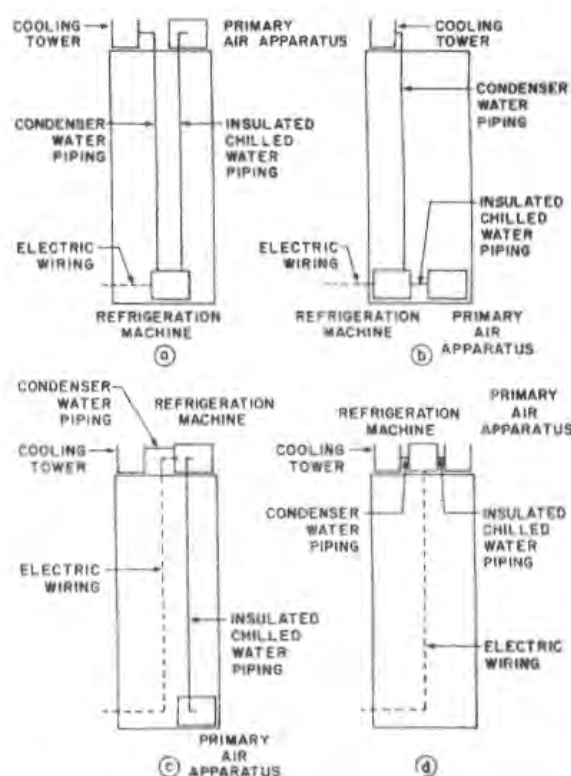 COOLING
TOWER
PRIMARY
AIR APPARATUS
CONDENSER
WATER
PIPING
INSULATED
CHILLED
WATER
PIPING
ELECTRIC
WIRING
REFRIGERATION
MACHINE
a
COOLING
TOWER
CONDENSER
WATER
PIPING
INSULATED
CHILLED
WATER
PIPING
ELECTRIC
WIRING
REFRIGERATION
MACHINE
PRIMARY
AIR
APPARATUS
b
CONDENSER
WATER
PIPING
REFRIGERATION
MACHINE
COOLING
TOWER
ELECTRIC
WIRING
INSULATED
CHILLED
WATER
PIPING
PRIMARY
AIR
APPARATUS
c
PRIMARY
AIR
APPARATUS
REFRIGERATION
MACHINE
COOLING
TOWER
CONDENSER
WATER
PIPING
INSULATED
CHILLED
WATER
PIPING
ELECTRIC
WIRING
d